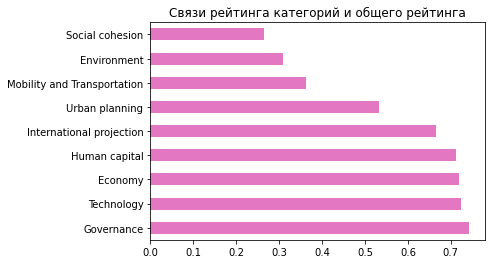 Связи рейтинга категорий и общего рейтинга
Social cohesion
Environment
Mobility and Transportation
Urban planning
International projection
Human capital
Economy
Technology
Governance
0.0 0.1 0.2 0.3 0.4 0.5 0.6 0.7